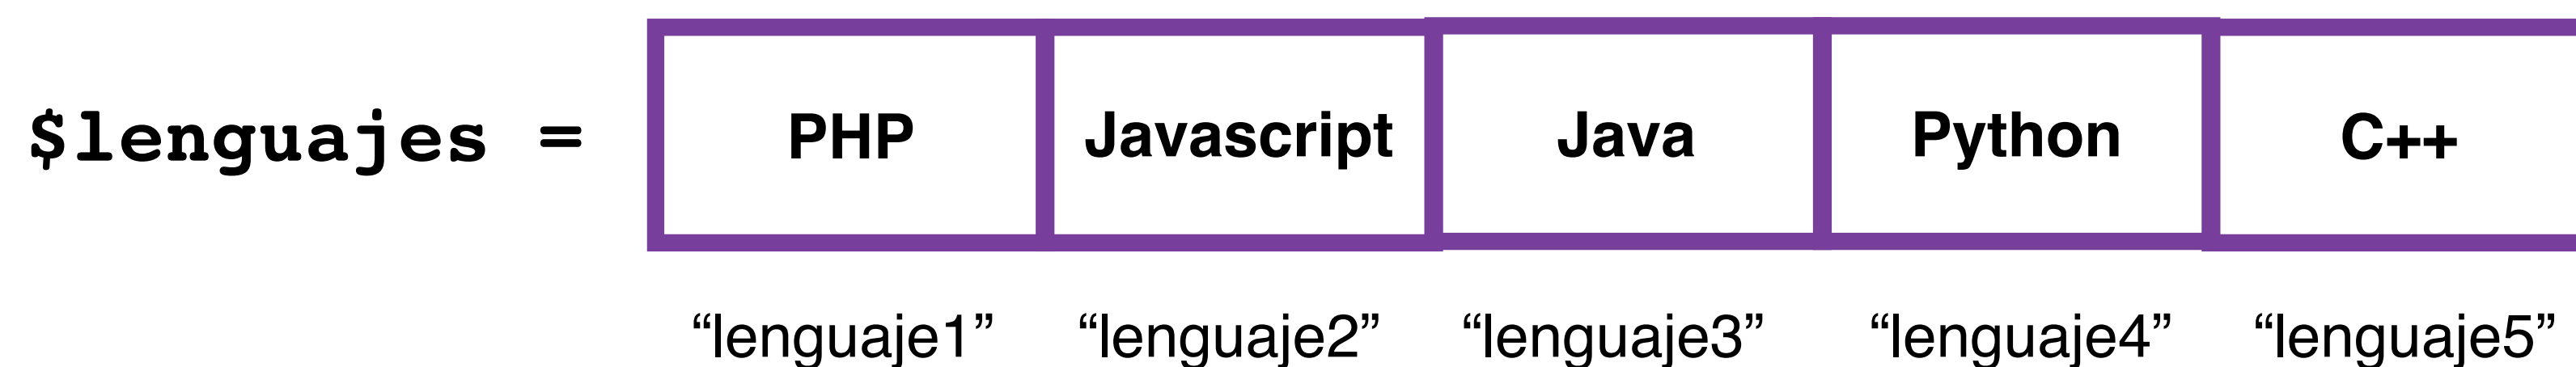 $lenguajes = PHP Javascript Java Python C++
“lenguaje1” “lenguaje2” “lenguaje3” “lenguaje4” “lenguaje5”